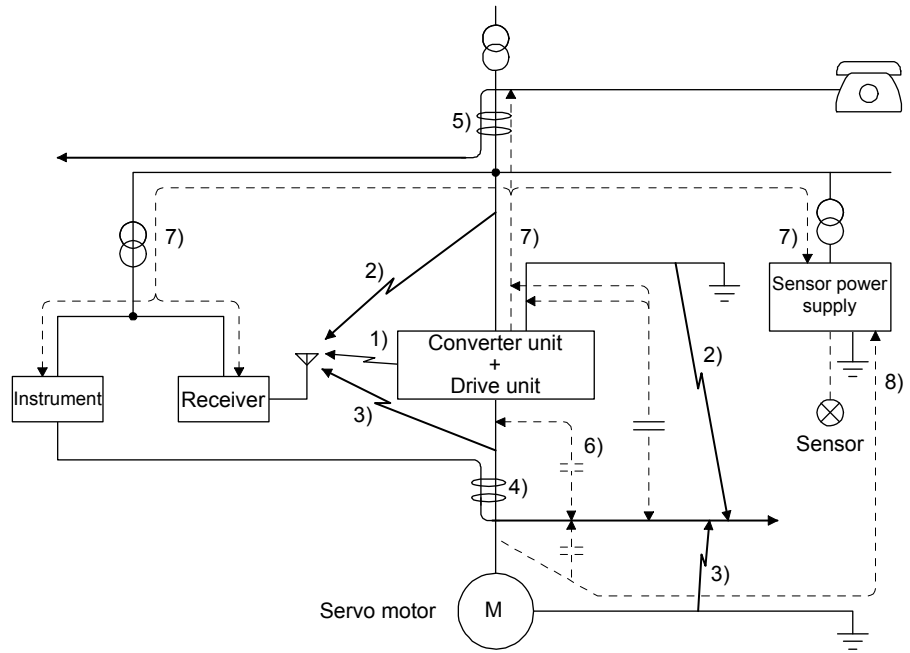 5)
7)
7)
7)
2)
Sensor power
supply
1)
Converter unit
+
Drive unit
2)
8)
Instrument
Receiver
3)
6)
Sensor
4)
3)
Servo motor
M